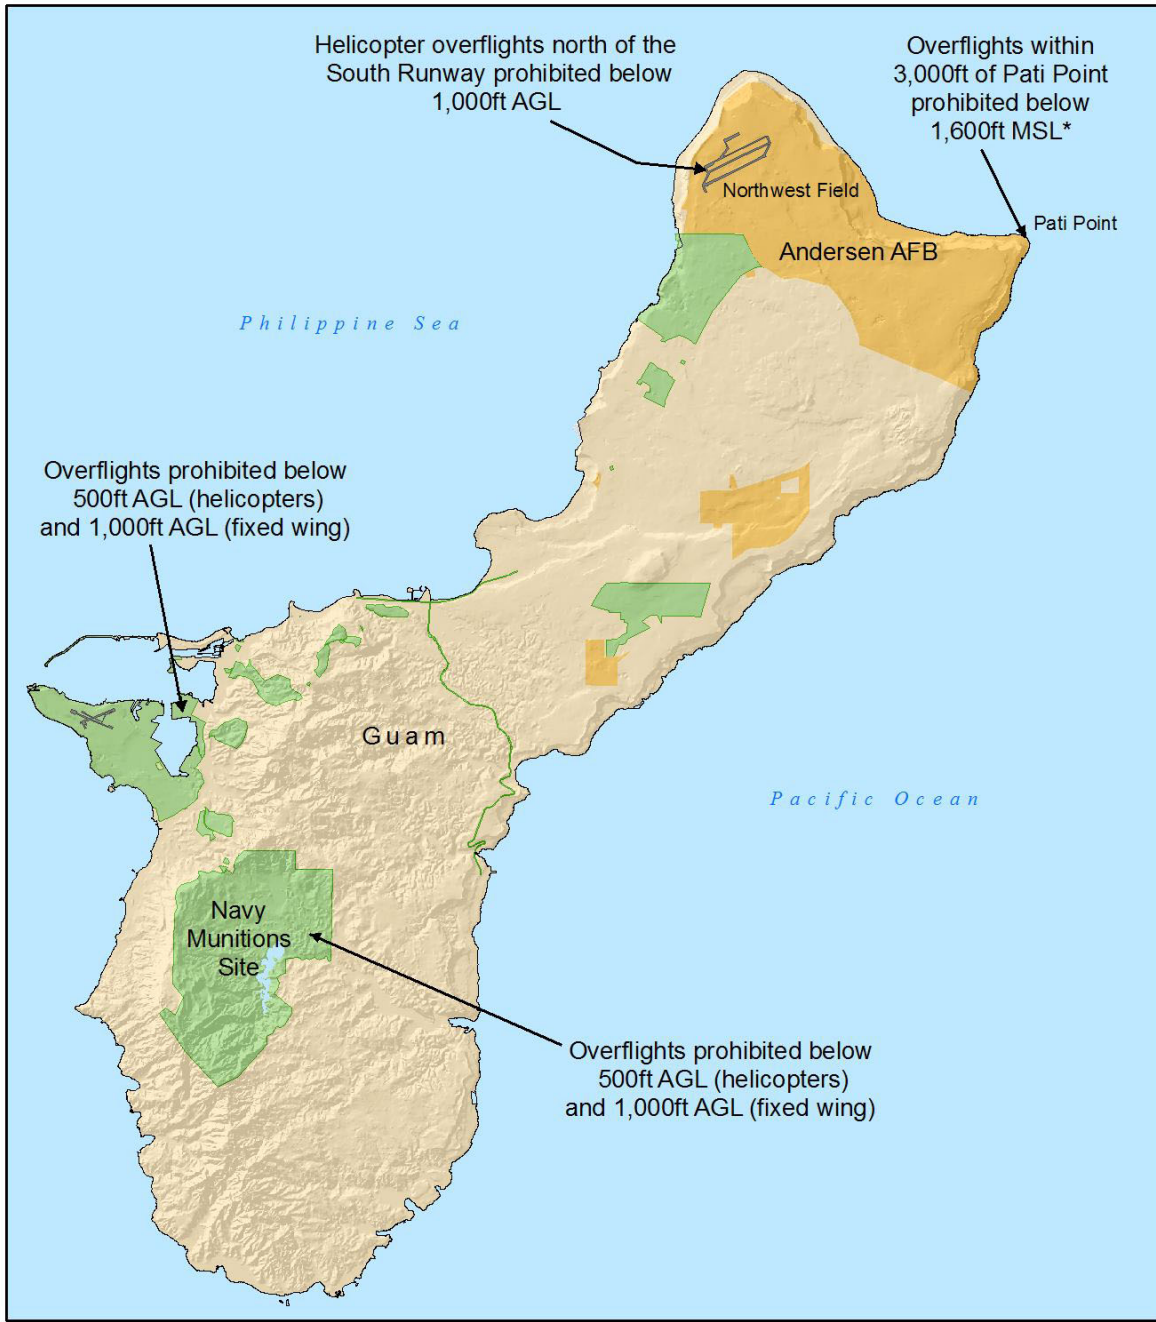 Helicopter overflights north of the
South Runway prohibited below
1,000ft AGL
Overflights within
3,000ft of Pati Point
prohibited below
1,600ft MSL*
Northwest Field
Pati Point
Andersen AFB
Philippine Sea
Overflights prohibited below
500ft AGL (helicopters)
and 1,000ft AGL (fixed wing)
Guam
Pacific Ocean
Navy
Munitions
Site
Overflights prohibited below
500ft AGL (helicopters)
and 1,000ft AGL (fixed wing)